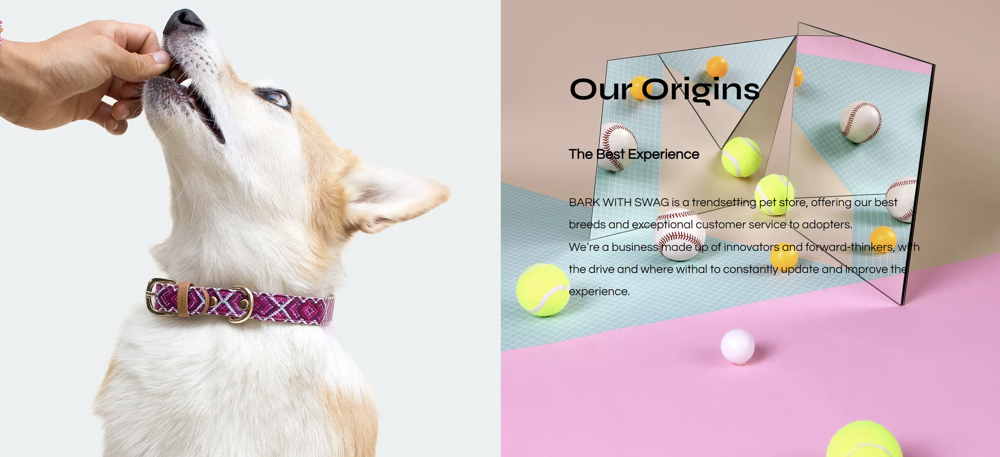 Our Origins
The Best Experience
BARK WITH SWAG is a trendsetting pet store, offering our best
breeds and exceptional customer service to adopters.
We’re a business made up of innovators and forward-thinkers, with
the drive and where withal to constantly update and improve the
experience.